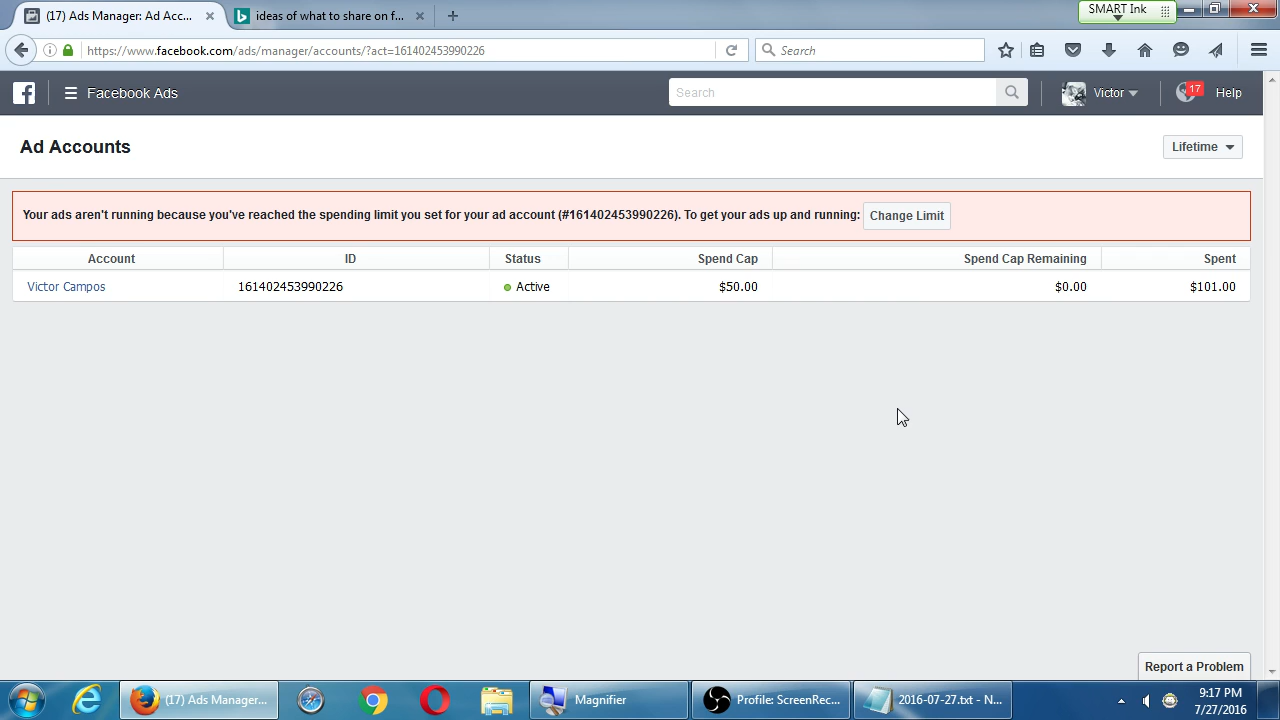 (17) Ads Manager: Ad Acc...
ideas of what to share on f...
SMART Ink
https://www.facebook.com/ads/manager/accounts/?act=161402453990226
Search
Facebook Ads
Search
Victor
17
Help
Ad Accounts
Lifetime
Your ads aren't running because you've reached the spending limit you set for your ad account (#161402453990226). To get your ads up and running:
Change Limit
Account ID Status Spend Cap Spend Cap Remaining Spent
Victor Campos 161402453990226 Active $50.00 $0.00 $101.00
Report a Problem
(17) Ads Manager...
Magnifier
Profile: ScreenRec...
2016-07-27.txt - N...
9:17 PM
7/27/2016